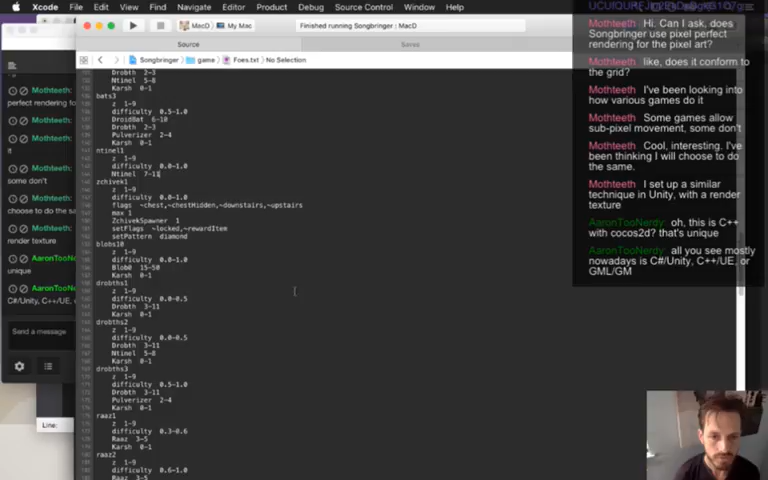 Xcode File Edit View Find Navigate Editor Product Debug Source Control Window Help
MacD My Mac
Finished running Songbringer : MacD
Source
Songbringer game Foes.txt No Selection
Drobth 2-3
Ntinel 5-8
Karsh 0-1
bats3
z 1-9
difficulty 0.5-1.0
DroidBat 6-10
Drobth 2-3
Pulverizer 2-4
Karsh 0-1
ntinel1
z 1-9
difficulty 0.0-1.0
Ntinel 7-11
zchivek1
z 1-9
difficulty 0.0-1.0
flags ~chest,~chestHidden,~downstairs,~upstairs
max 1
ZchivekSpawner 1
setFlags ~locked,~rewardItem
setPattern diamond
blobs10
z 1-9
difficulty 0.0-1.0
Blob0 15-50
Karsh 0-1
drobths1
z 1-9
difficulty 0.0-0.5
Drobth 3-11
Karsh 0-1
drobths2
z 1-9
difficulty 0.0-0.5
Drobth 3-11
Ntinel 5-8
Karsh 0-1
drobths3
z 1-9
difficulty 0.5-1.0
Drobth 3-11
Pulverizer 2-4
Karsh 0-1
raaz1
z 1-9
difficulty 0.3-0.6
Raaz 3-5
Karsh 0-1
raaz2
z 1-9
difficulty 0.6-1.0
Raaz 3-5
Mothteeth:
perfect rendering fo
Mothteeth:
it
Mothteeth:
Mothteeth:
some don't
Mothteeth:
choose to do the sa
Mothteeth:
render texture
AaronTooNe
unique
AaronTooNe
C#/Unity, C++/UE, o
Send a message
Line:
Mothteeth Hi. Can I ask, does
Songbringer use pixel perfect
rendering for the pixel art?
Mothteeth like, does it conform to
the grid?
Mothteeth I've been looking into
how various games do it
Mothteeth Some games allow
sub-pixel movement, some don't
Mothteeth Cool, interesting. I've
been thinking I will choose to do
the same.
Mothteeth I set up a similar
technique in Unity, with a render
texture
AaronTooNerdy oh, this is C++
with cocos2d? that's unique
AaronTooNerdy all you see mostly
nowadays is C#/Unity, C++/UE, or
GML/GM